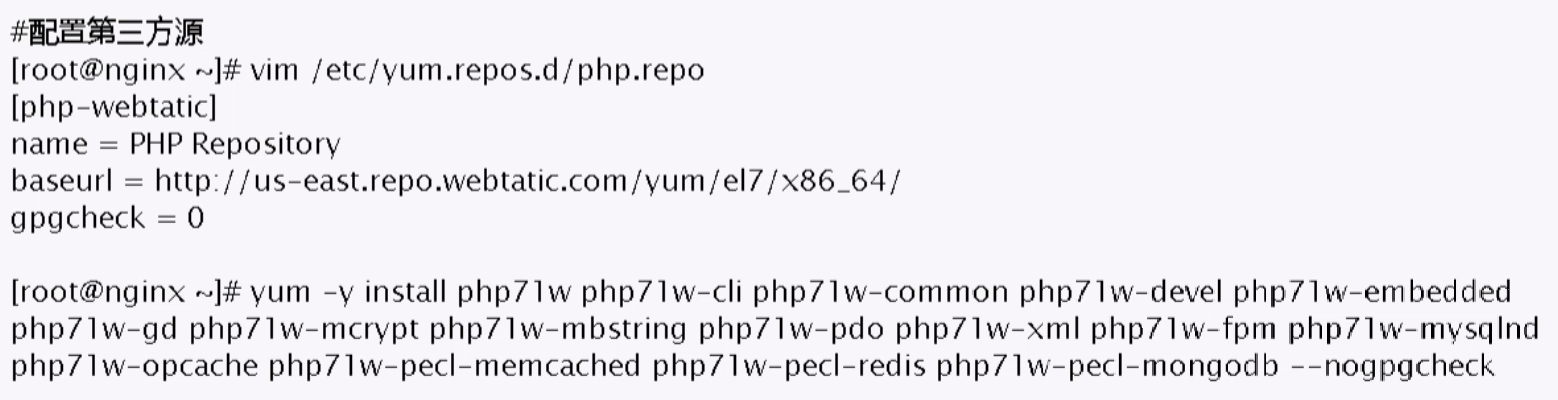 #配置第三方源
[root@nginx ~]# vim /etc/yum.repos.d/php.repo
[php-webtatic]
name = PHP Repository
baseurl = http://us-east.repo.webtatic.com/yum/el7/x86_64/
gpgcheck = 0
[root@nginx ~]# yum -y install php71w php71w-cli php71w-common php71w-devel php71w-embedded
php71w-gd php71w-mcrypt php71w-mbstring php71w-pdo php71w-xml php71w-fpm php71w-mysqlnd
php71w-opcache php71w-pecl-memcached php71w-pecl-redis php71w-pecl-mongodb --nogpgcheck